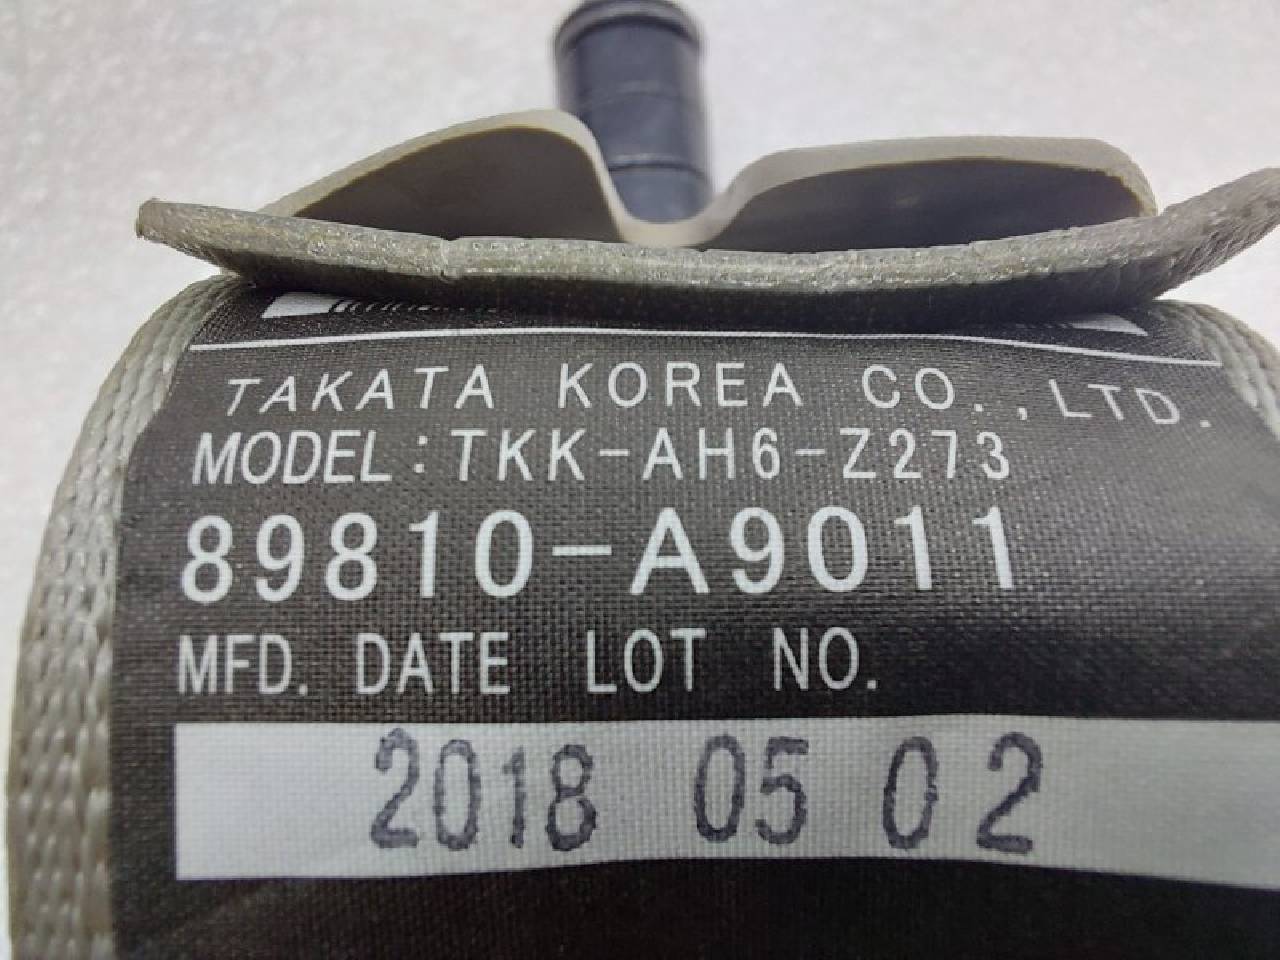 TAKATA KOREA CO., LTD.
MODEL:TKK-AH6-Z273
89810-A9011
MFD. DATE LOT NO.
2018 05 02